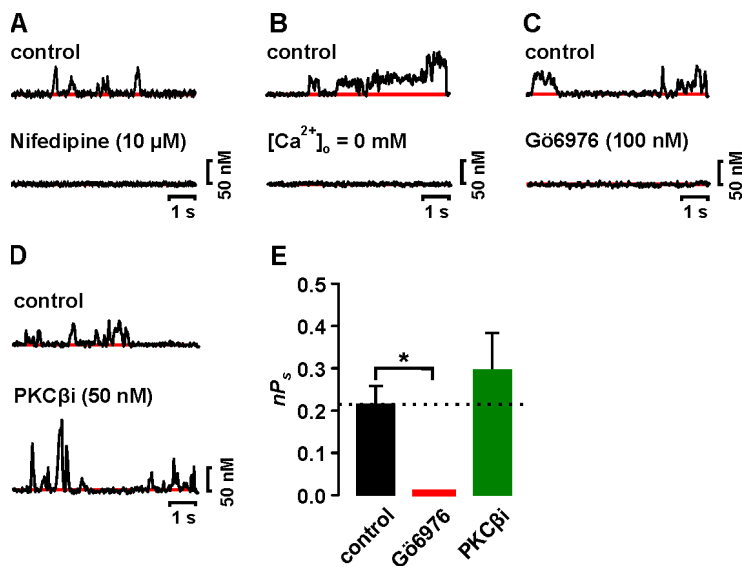 A
control
Nifedipine (10 µM)
50 nM
1 s
B
control
[Ca²⁺]ₒ = 0 mM
50 nM
1 s
C
control
Gö6976 (100 nM)
50 nM
1 s
D
control
PKCβi (50 nM)
50 nM
1 s
E
nPₛ
0.5
0.4
0.3
0.2
0.1
0.0
*
control
Gö6976
PKCβi